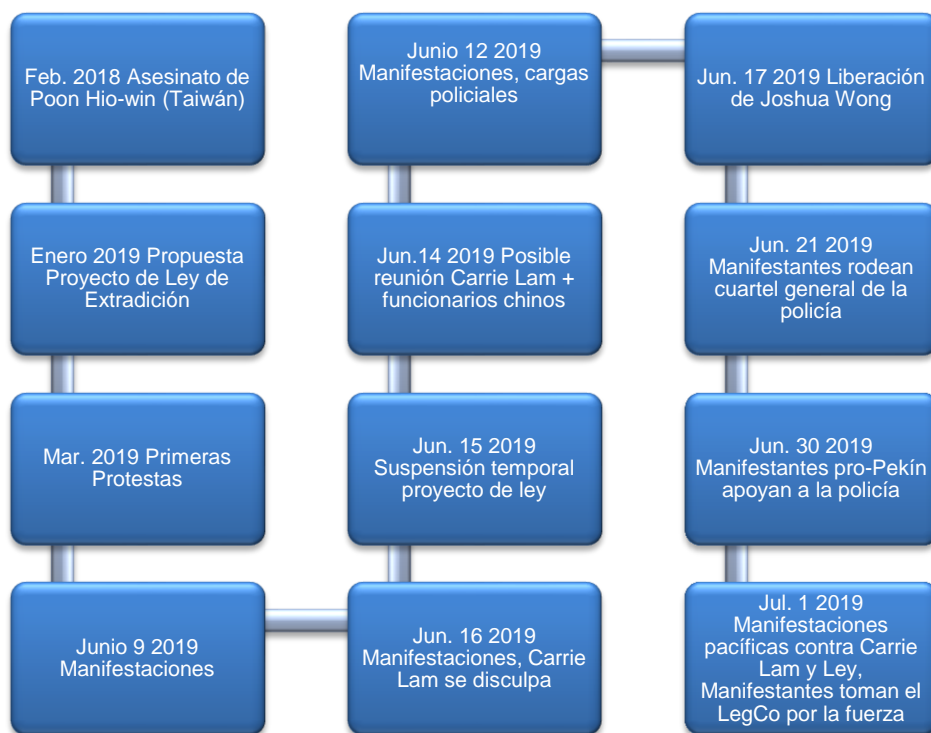 Feb. 2018 Asesinato de
Poon Hio-win (Taiwán)
Enero 2019 Propuesta
Proyecto de Ley de
Extradición
Mar. 2019 Primeras
Protestas
Junio 9 2019
Manifestaciones
Junio 12 2019
Manifestaciones, cargas
policiales
Jun.14 2019 Posible
reunión Carrie Lam +
funcionarios chinos
Jun. 15 2019
Suspensión temporal
proyecto de ley
Jun. 16 2019
Manifestaciones, Carrie
Lam se disculpa
Jun. 17 2019 Liberación
de Joshua Wong
Jun. 21 2019
Manifestantes rodean
cuartel general de la
policía
Jun. 30 2019
Manifestantes pro-Pekín
apoyan a la policía
Jul. 1 2019
Manifestaciones
pacíficas contra Carrie
Lam y Ley,
Manifestantes toman el
LegCo por la fuerza